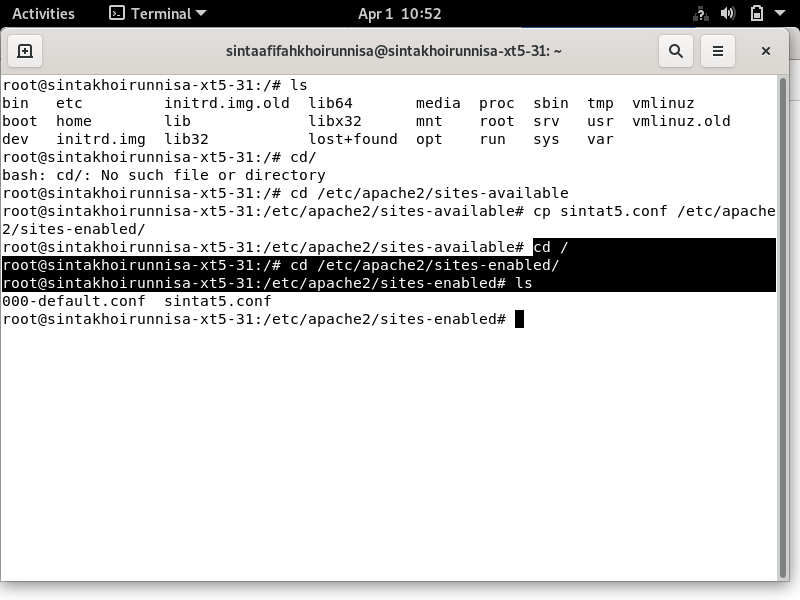 Activities Terminal Apr 1 10:52
sintaafifahkhoirunnisa@sintakhoirunnisa-xt5-31: ~
root@sintakhoirunnisa-xt5-31:/# ls
bin etc initrd.img.old lib64 media proc sbin tmp vmlinuz
boot home lib libx32 mnt root srv usr vmlinuz.old
dev initrd.img lib32 lost+found opt run sys var
root@sintakhoirunnisa-xt5-31:/# cd/
bash: cd/: No such file or directory
root@sintakhoirunnisa-xt5-31:/# cd /etc/apache2/sites-available
root@sintakhoirunnisa-xt5-31:/etc/apache2/sites-available# cp sintat5.conf /etc/apache
2/sites-enabled/
root@sintakhoirunnisa-xt5-31:/etc/apache2/sites-available# cd /
root@sintakhoirunnisa-xt5-31:/# cd /etc/apache2/sites-enabled/
root@sintakhoirunnisa-xt5-31:/etc/apache2/sites-enabled# ls
000-default.conf sintat5.conf
root@sintakhoirunnisa-xt5-31:/etc/apache2/sites-enabled#